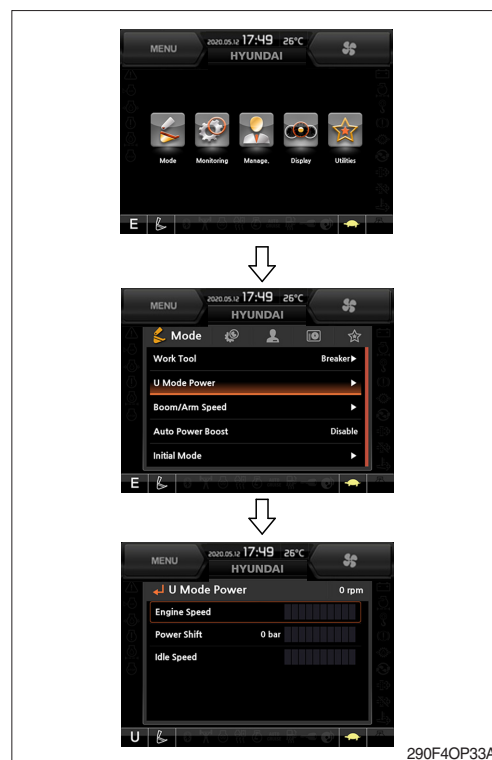 MENU 2020.05.12 17:49 26°C
HYUNDAI
Mode Monitoring Manage. Display Utilities
E
MENU 2020.05.12 17:49 26°C
HYUNDAI
Mode
Work Tool Breaker▶
U Mode Power ▶
Boom/Arm Speed ▶
Auto Power Boost Disable
Initial Mode ▶
E
MENU 2020.05.12 17:49 26°C
HYUNDAI
U Mode Power 0 rpm
Engine Speed
Power Shift 0 bar
Idle Speed
U
290F4OP33A